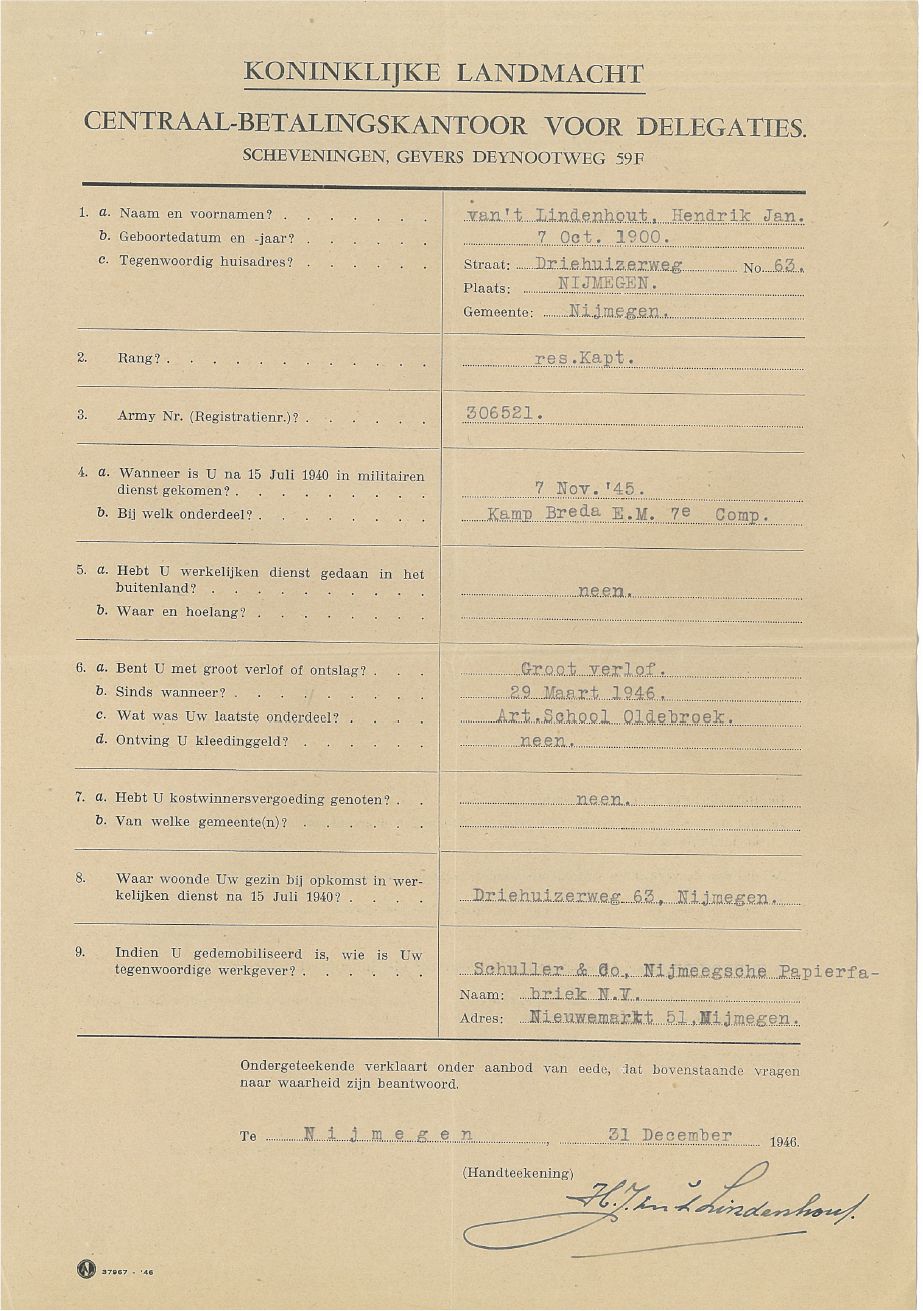 KONINKLIJKE LANDMACHT
CENTRAAL-BETALINGSKANTOOR VOOR DELEGATIES.
SCHEVENINGEN, GEVERS DEYNOOTWEG 59F
1. a. Naam en voornamen? . . . . . . . van't Lindenhout, Hendrik Jan.
b. Geboortedatum en -jaar? . . . . . . 7 Oct. 1900.
c. Tegenwoordig huisadres? . . . . . . Straat: Driehuizerweg No. 63.
Plaats: NIJMEGEN.
Gemeente: Nijmegen.
2. Rang? . . . . . . . . . . res.Kapt.
3. Army Nr. (Registratienr.)? . . . . . . 306521.
4. a. Wanneer is U na 15 Juli 1940 in militairen
dienst gekomen? . . . . . . . . . 7 Nov. '45.
b. Bij welk onderdeel? . . . . . . . . Kamp Breda E.M. 7e Comp.
5. a. Hebt U werkelijken dienst gedaan in het
buitenland? . . . . . . . . . . neen.
b. Waar en hoelang? . . . . . . . .
6. a. Bent U met groot verlof of ontslag? . . . Groot verlof.
b. Sinds wanneer? . . . . . . . . . 29 Maart 1946.
c. Wat was Uw laatste onderdeel? . . . . Art.School Oldebroek.
d. Ontving U kleedinggeld? . . . . . . neen.
7. a. Hebt U kostwinnersvergoeding genoten? . . neen.
b. Van welke gemeente(n)? . . . . . .
8. Waar woonde Uw gezin bij opkomst in wer-
kelijken dienst na 15 Juli 1940? . . . . Driehuizerweg 63, Nijmegen.
9. Indien U gedemobiliseerd is, wie is Uw
tegenwoordige werkgever? . . . . . . Schuller & Co, Nijmeegsche Papierfa-
Naam: briek N.V.
Adres: Nieuwemarkt 51, Nijmegen.
Ondergeteekende verklaart onder aanbod van eede, dat bovenstaande vragen
naar waarheid zijn beantwoord.
Te Nijmegen, 31 December 1946.
(Handteekening)
H.J. van 't Lindenhout.
N 37967 - '46